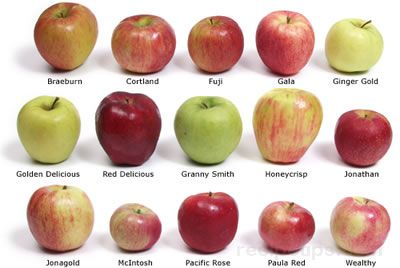 Braeburn
Cortland
Fuji
Gala
Ginger Gold
Golden Delicious
Red Delicious
Granny Smith
Honeycrisp
Jonathan
Jonagold
McIntosh
Pacific Rose
Paula Red
Wealthy